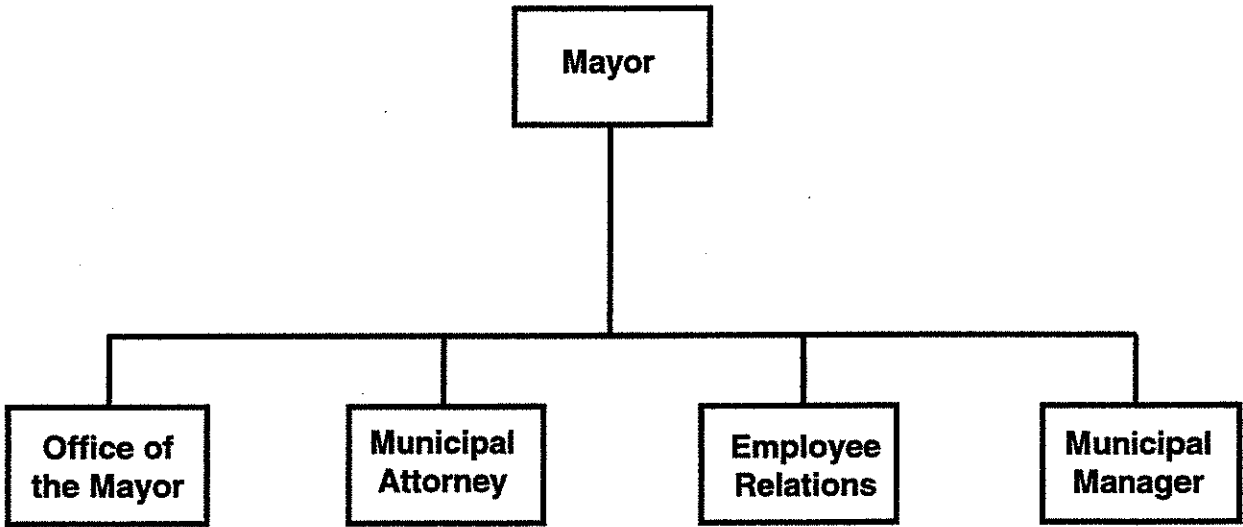 Mayor
Office of
the Mayor
Municipal
Attorney
Employee
Relations
Municipal
Manager